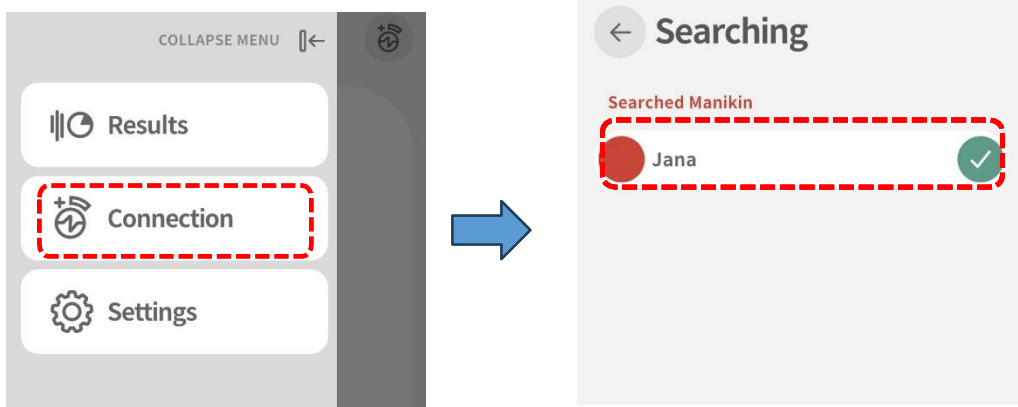 COLLAPSE MENU
Results
Connection
Settings
Searching
Searched Manikin
Jana